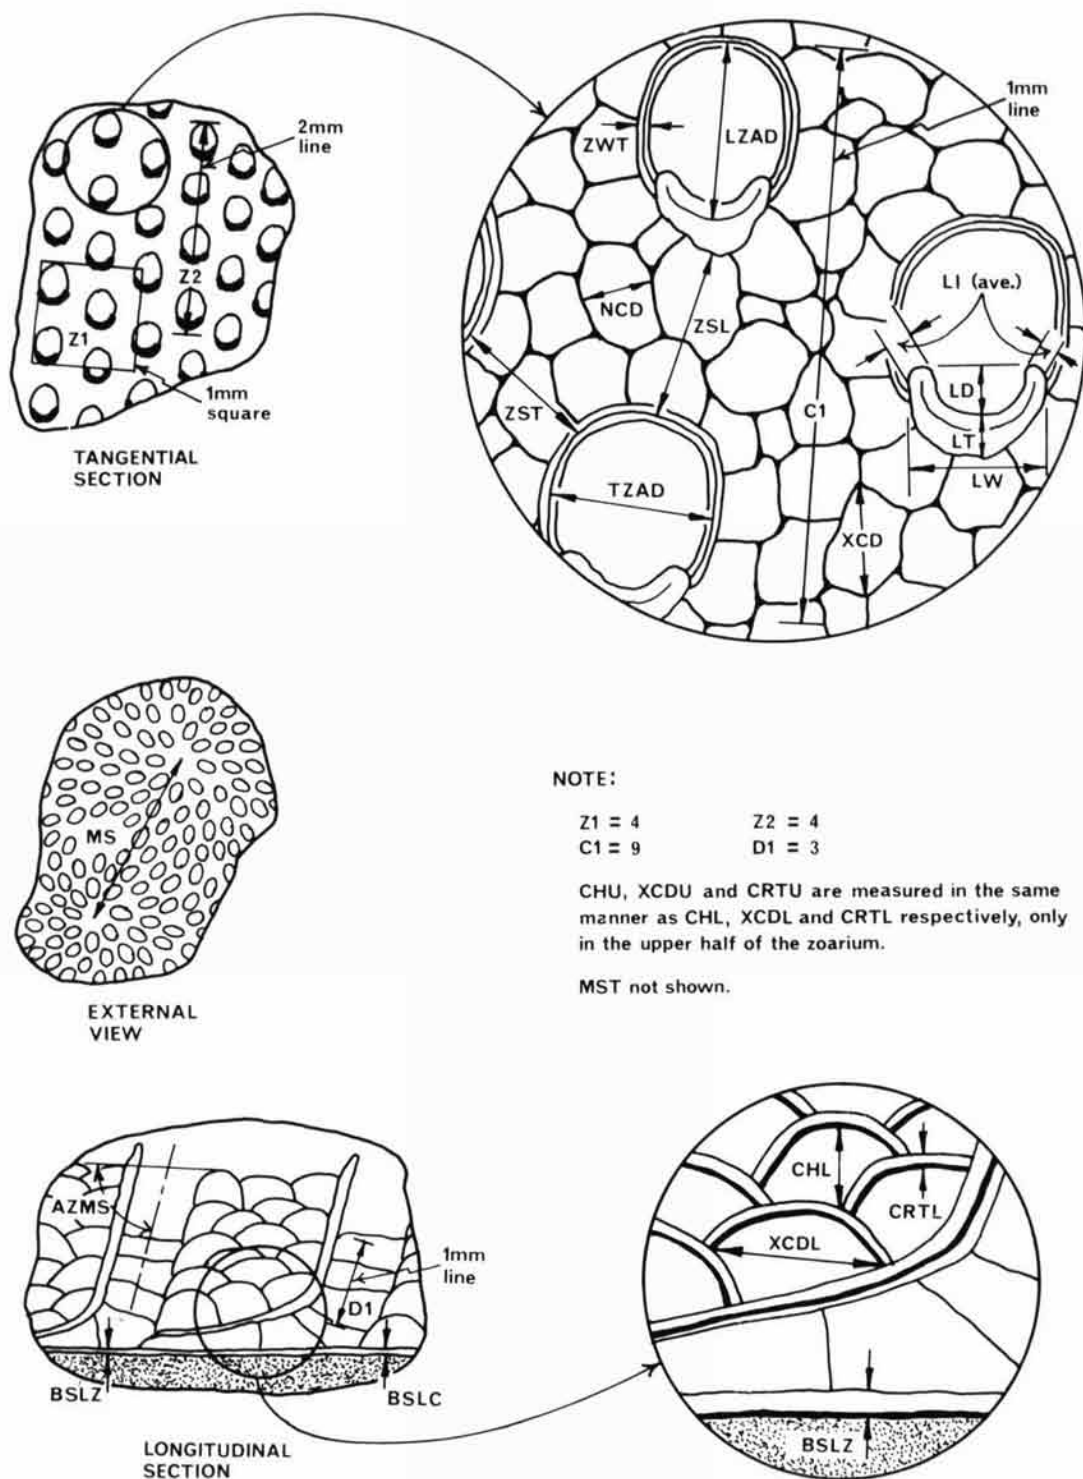 2mm
line
Z2
Z1
1mm
square
TANGENTIAL
SECTION
1mm
line
ZWT
LZAD
LI (ave.)
NCD
ZSL
LD
C1
ZST
LT
LW
TZAD
XCD
MS
EXTERNAL
VIEW
NOTE:
Z1 = 4 Z2 = 4
C1 = 9 D1 = 3
CHU, XCDU and CRTU are measured in the same
manner as CHL, XCDL and CRTL respectively, only
in the upper half of the zoarium.
MST not shown.
AZMS
1mm
line
D1
BSLZ
BSLC
LONGITUDINAL
SECTION
CHL
CRTL
XCDL
BSLZ